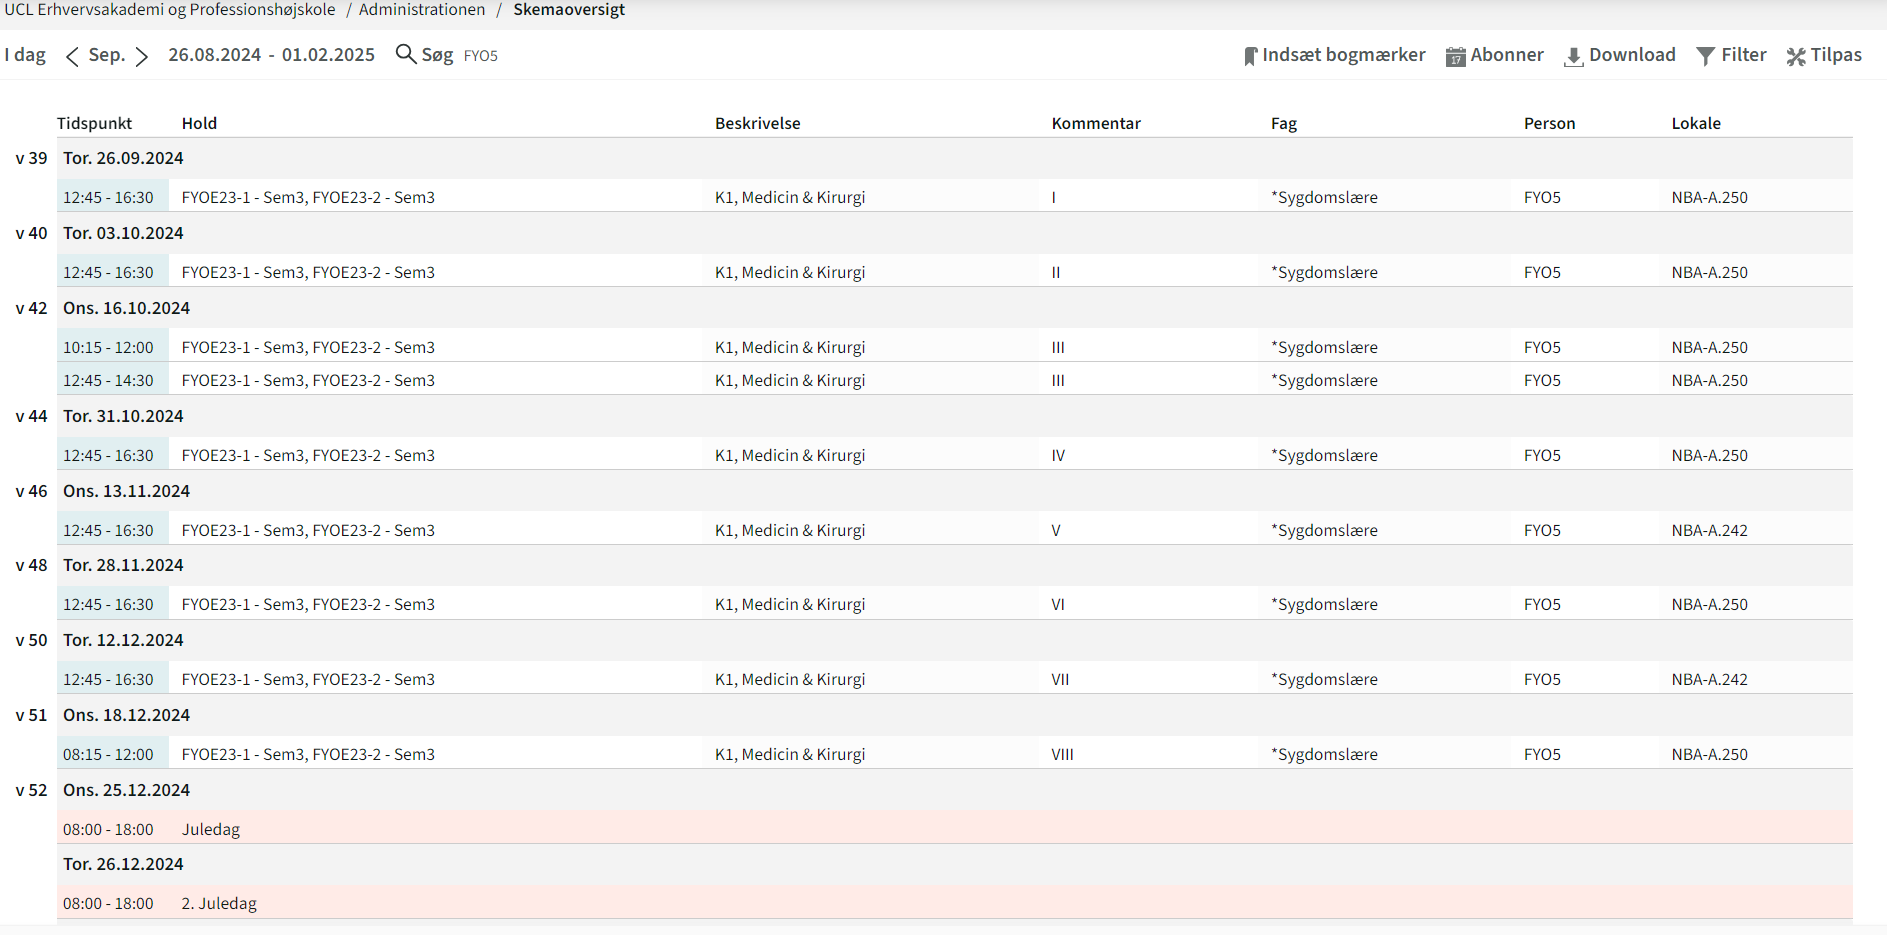 UCL Erhvervsakademi og Professionshøjskole / Administrationen / Skemaoversigt
I dag Sep. 26.08.2024 - 01.02.2025 Søg FYO5 Indsæt bogmærker 17 Abonner Download Filter Tilpas
Tidspunkt Hold Beskrivelse Kommentar Fag Person Lokale
v 39 Tor. 26.09.2024
12:45 - 16:30 FYOE23-1 - Sem3, FYOE23-2 - Sem3 K1, Medicin & Kirurgi I *Sygdomslære FYO5 NBA-A.250
v 40 Tor. 03.10.2024
12:45 - 16:30 FYOE23-1 - Sem3, FYOE23-2 - Sem3 K1, Medicin & Kirurgi II *Sygdomslære FYO5 NBA-A.250
v 42 Ons. 16.10.2024
10:15 - 12:00 FYOE23-1 - Sem3, FYOE23-2 - Sem3 K1, Medicin & Kirurgi III *Sygdomslære FYO5 NBA-A.250
12:45 - 14:30 FYOE23-1 - Sem3, FYOE23-2 - Sem3 K1, Medicin & Kirurgi III *Sygdomslære FYO5 NBA-A.250
v 44 Tor. 31.10.2024
12:45 - 16:30 FYOE23-1 - Sem3, FYOE23-2 - Sem3 K1, Medicin & Kirurgi IV *Sygdomslære FYO5 NBA-A.250
v 46 Ons. 13.11.2024
12:45 - 16:30 FYOE23-1 - Sem3, FYOE23-2 - Sem3 K1, Medicin & Kirurgi V *Sygdomslære FYO5 NBA-A.242
v 48 Tor. 28.11.2024
12:45 - 16:30 FYOE23-1 - Sem3, FYOE23-2 - Sem3 K1, Medicin & Kirurgi VI *Sygdomslære FYO5 NBA-A.250
v 50 Tor. 12.12.2024
12:45 - 16:30 FYOE23-1 - Sem3, FYOE23-2 - Sem3 K1, Medicin & Kirurgi VII *Sygdomslære FYO5 NBA-A.242
v 51 Ons. 18.12.2024
08:15 - 12:00 FYOE23-1 - Sem3, FYOE23-2 - Sem3 K1, Medicin & Kirurgi VIII *Sygdomslære FYO5 NBA-A.250
v 52 Ons. 25.12.2024
08:00 - 18:00 Juledag
Tor. 26.12.2024
08:00 - 18:00 2. Juledag